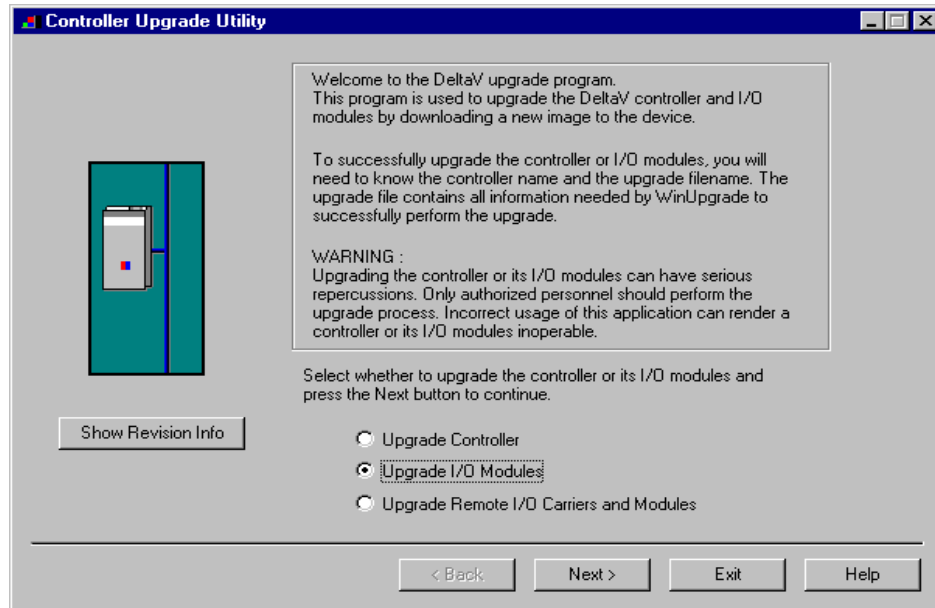 Controller Upgrade Utility
Welcome to the DeltaV upgrade program.
This program is used to upgrade the DeltaV controller and I/O
modules by downloading a new image to the device.
To successfully upgrade the controller or I/O modules, you will
need to know the controller name and the upgrade filename. The
upgrade file contains all information needed by WinUpgrade to
successfully perform the upgrade.
WARNING :
Upgrading the controller or its I/O modules can have serious
repercussions. Only authorized personnel should perform the
upgrade process. Incorrect usage of this application can render a
controller or its I/O modules inoperable.
Select whether to upgrade the controller or its I/O modules and
press the Next button to continue.
Show Revision Info
Upgrade Controller
Upgrade I/O Modules
Upgrade Remote I/O Carriers and Modules
< Back
Next >
Exit
Help